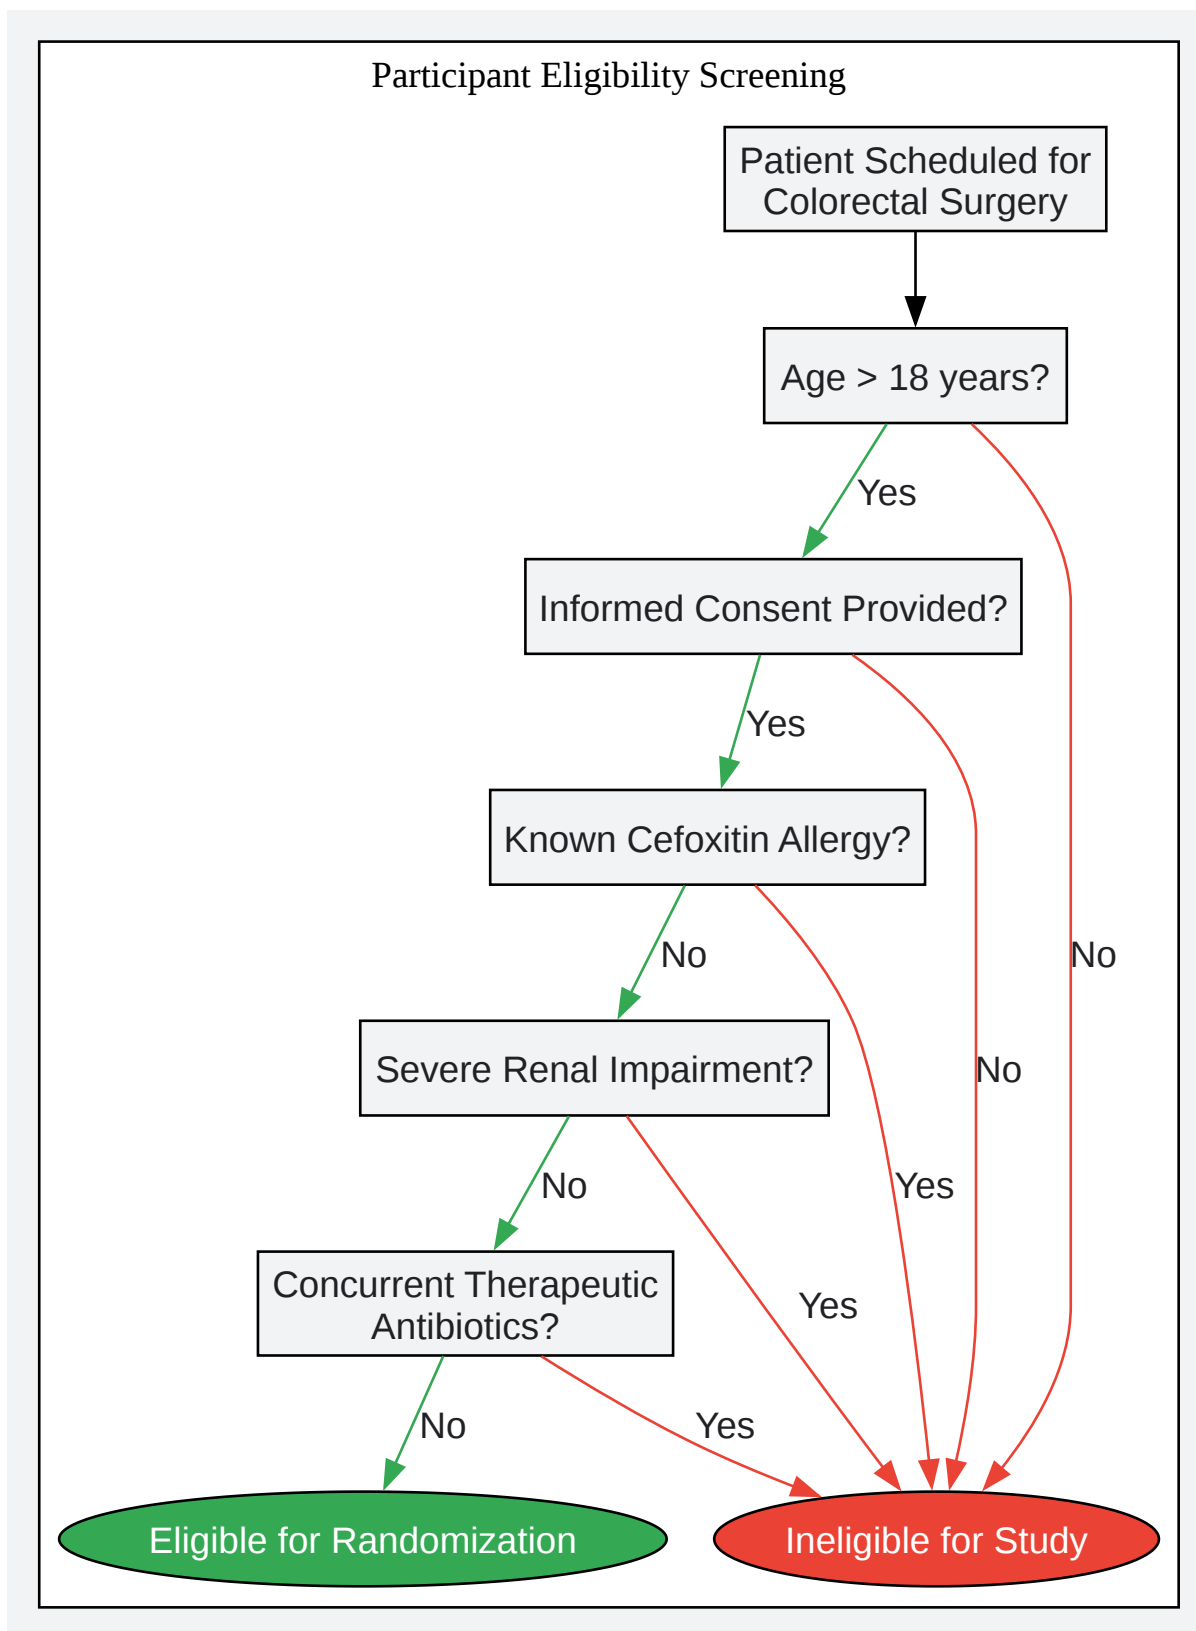 Participant Eligibility Screening
Patient Scheduled for
Colorectal Surgery
Age > 18 years?
Yes
Informed Consent Provided?
Yes
Known Cefoxitin Allergy?
No
No
Severe Renal Impairment?
No
No
Yes
Concurrent Therapeutic
Antibiotics?
Yes
No
Yes
Eligible for Randomization
Ineligible for Study